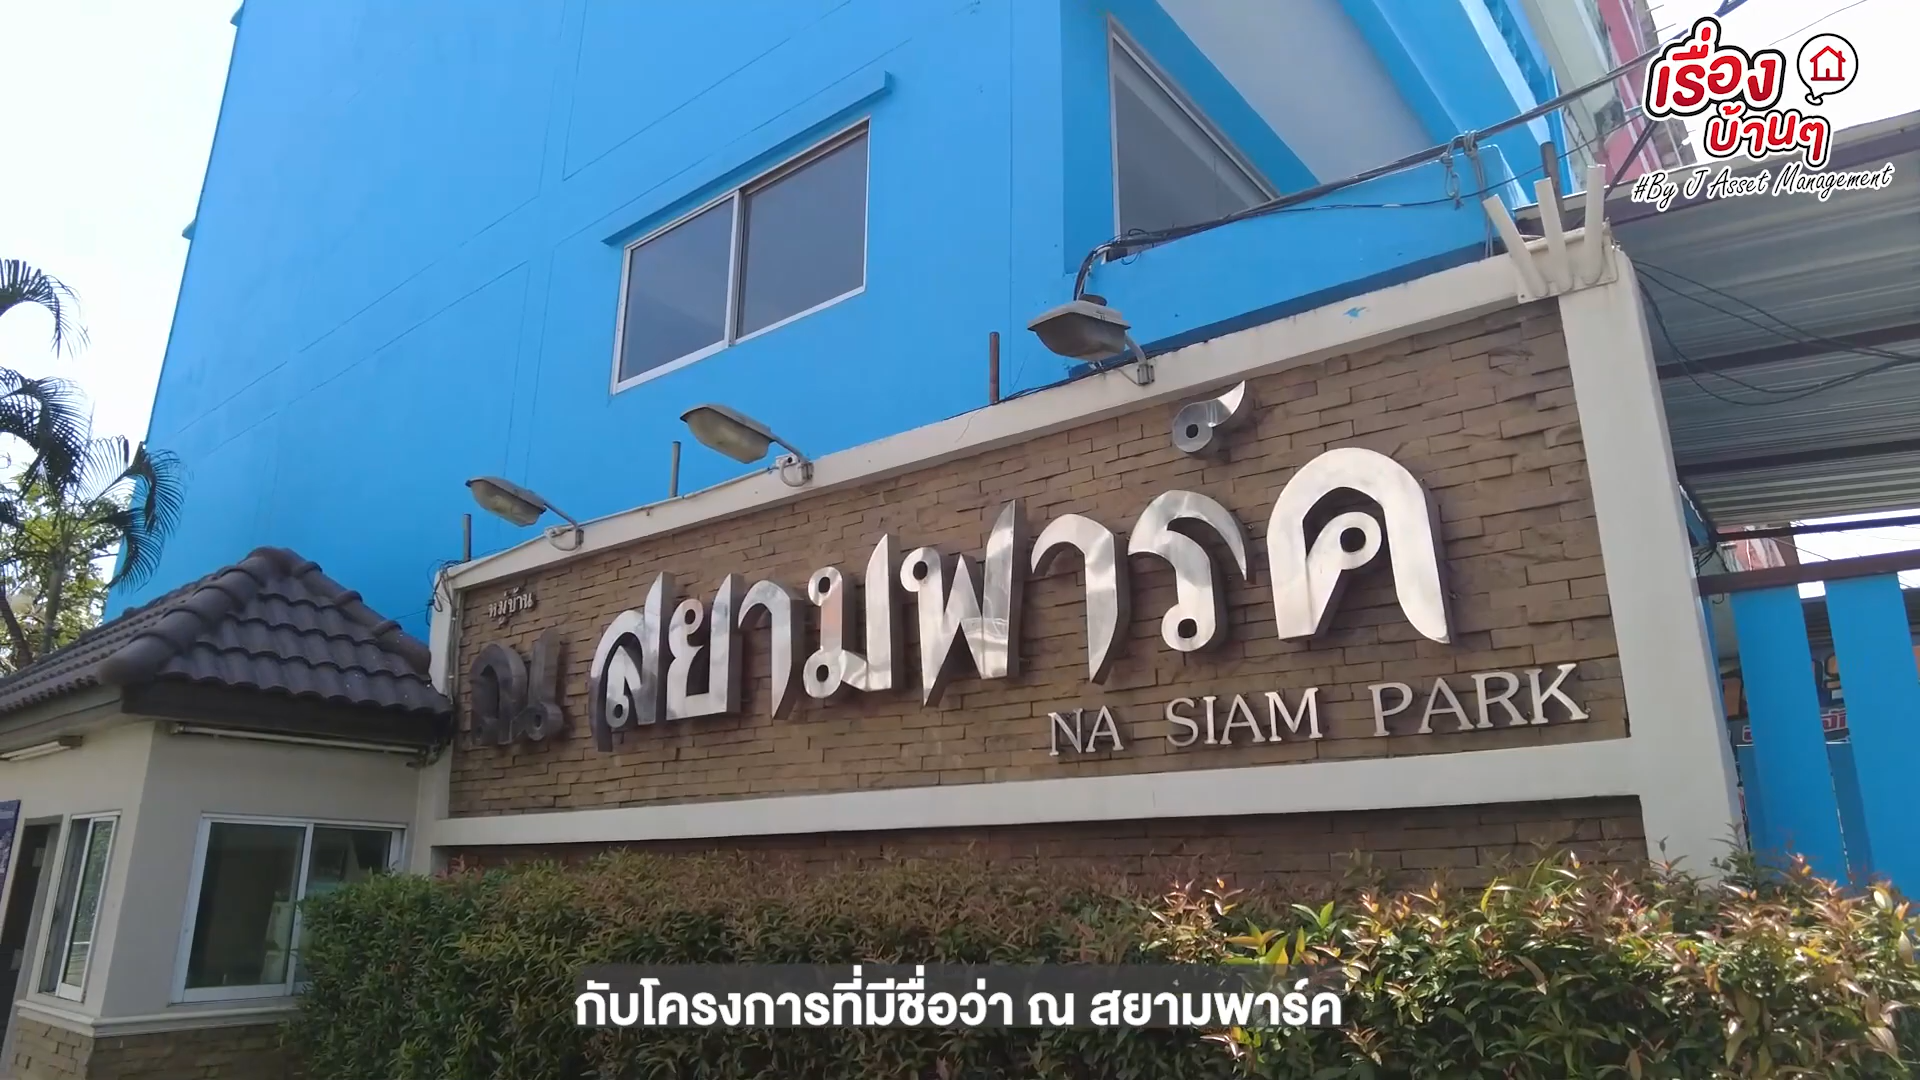 เรื่อง
บ้านๆ
#By J Asset Management
หมู่บ้าน
ณ สยามพาร์ค
NA SIAM PARK
กับโครงการที่มีชื่อว่า ณ สยามพาร์ค